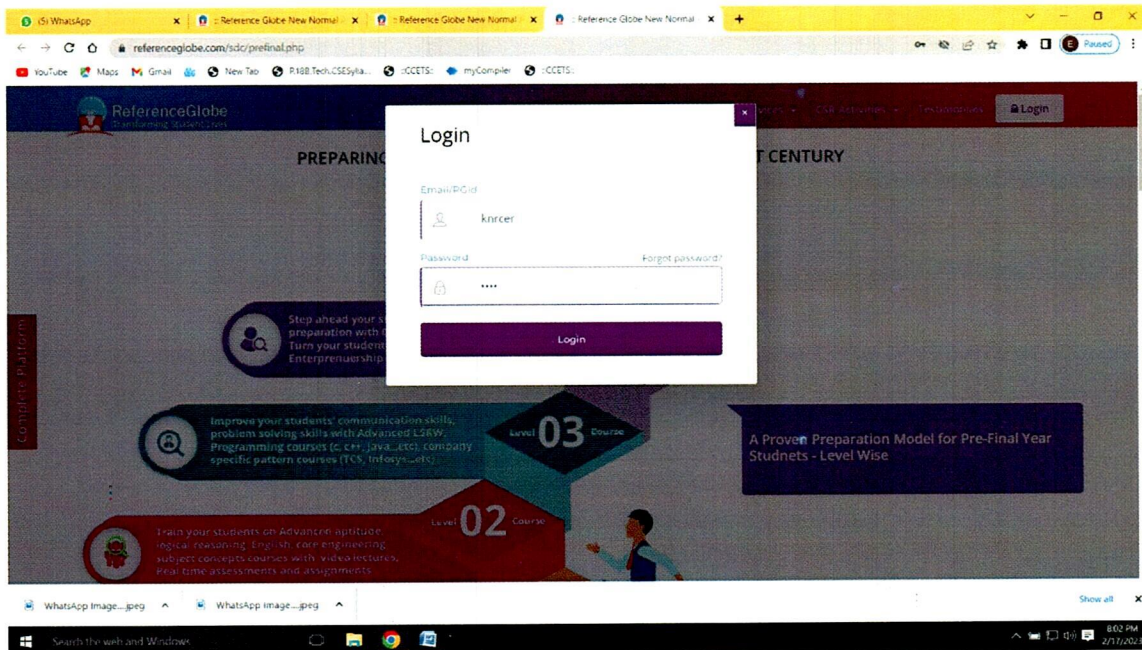 (5) WhatsApp
: Reference Globe New Normal
: Reference Globe New Normal
: Reference Globe New Normal
referenceglobe.com/sdc/prefinal.php
E Paused
YouTube Maps Gmail New Tab R18B.Tech.CSESylla... ::CCETS:: myCompiler ::CCETS::
ReferenceGlobe
Transforming Student Lives
CSR Activities Testimonials Login
PREPARING
T CENTURY
Login
Email/RGid
knrcer
Password Forgot password?
••••
Login
Complete Platform
Step ahead your s
preparation with
Turn your student
Enterprenuership
Improve your students' communication skills,
problem solving skills with Advanced LSRW,
Programming courses (c, c++, Java...etc), company
specific pattern courses (TCS, Infosys...etc)
Level 03 Course
A Proven Preparation Model for Pre-Final Year
Studnets - Level Wise
Level 02 Course
Train your students on Advanced aptitude,
logical reasoning, English, core engineering
subject concepts courses with video lectures,
Real time assessments and assignments
WhatsApp Image....jpeg WhatsApp Image....jpeg Show all
Search the web and Windows
8:02 PM
2/17/2023